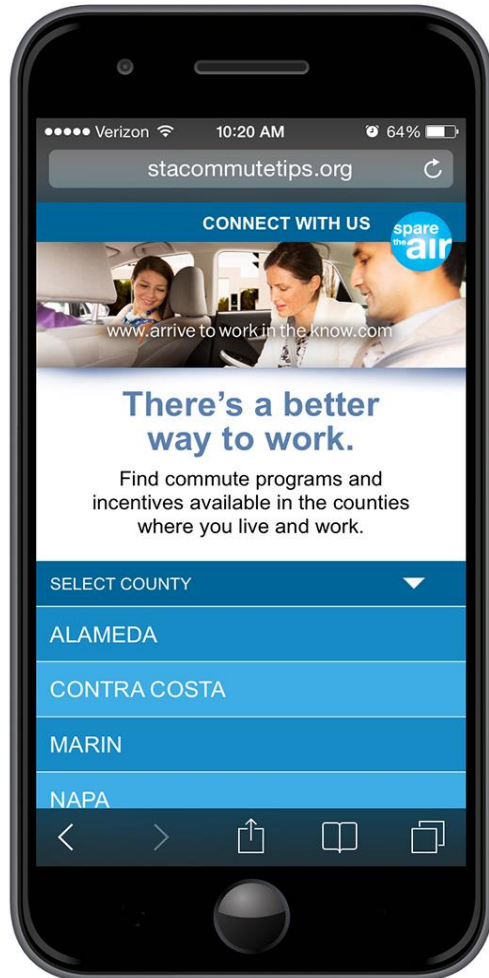 Verizon 10:20 AM 64%
stacommutetips.org
CONNECT WITH US
spare
the air
www.arrive to work in the know.com
There's a better
way to work.
Find commute programs and
incentives available in the counties
where you live and work.
SELECT COUNTY
ALAMEDA
CONTRA COSTA
MARIN
NAPA